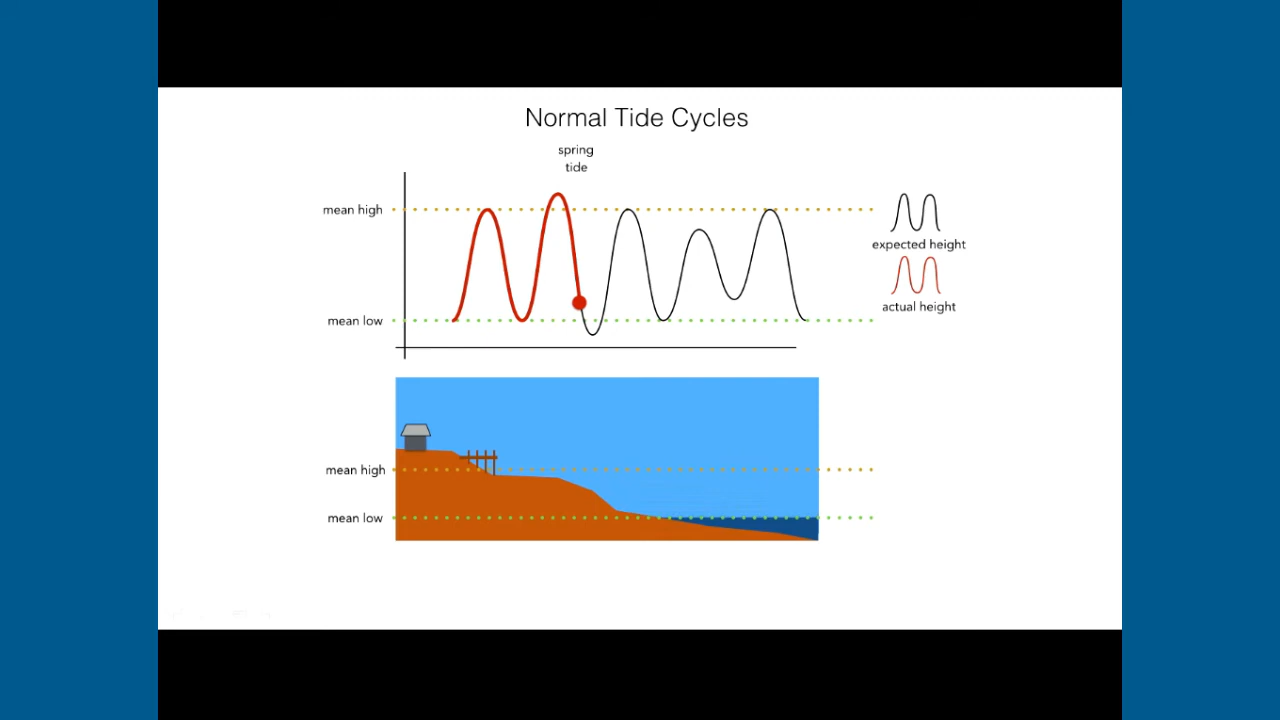 Normal Tide Cycles
spring
tide
mean high
mean low
expected height
actual height
mean high
mean low